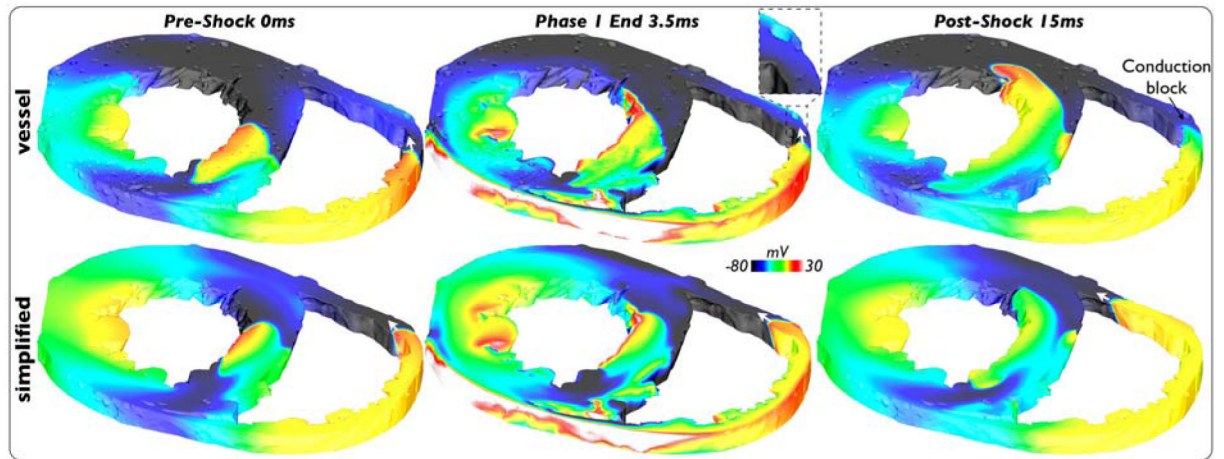 Pre-Shock 0ms
Phase 1 End 3.5ms
Post-Shock 15ms
vessel
Conduction
block
simplified
mV
-80 30